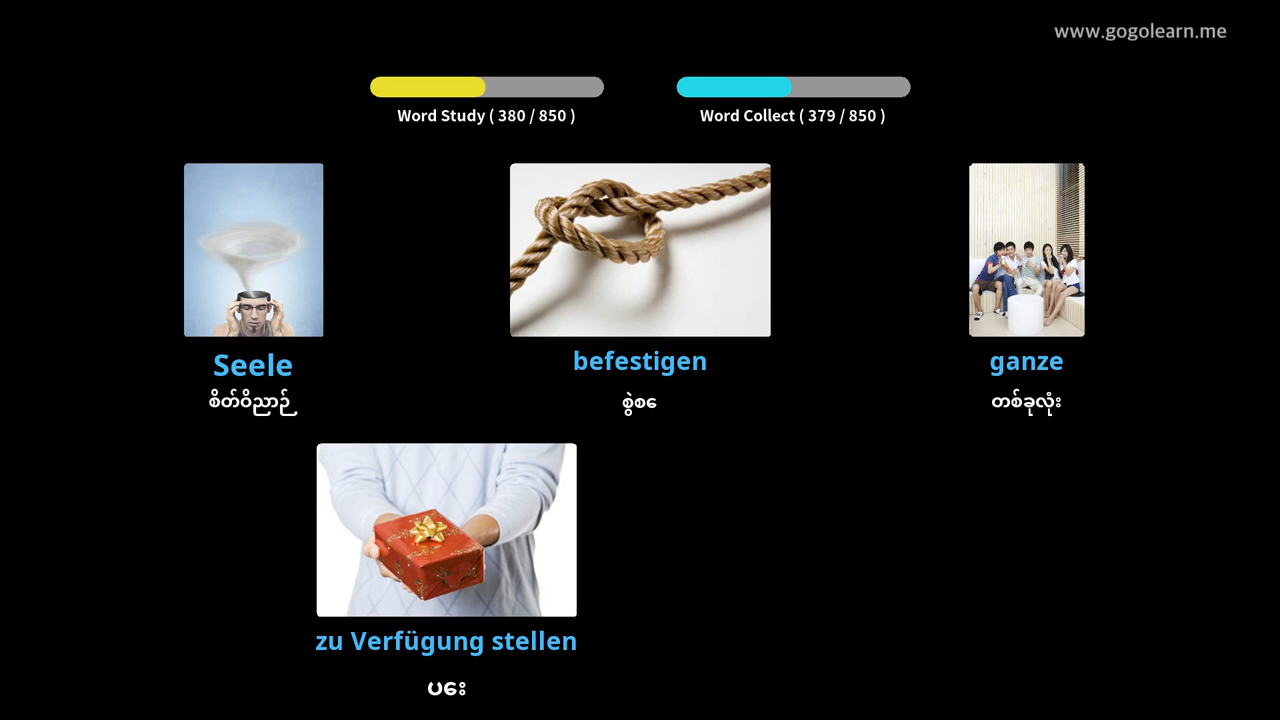 www.gogolearn.me
Word Study ( 380 / 850 )
Word Collect ( 379 / 850 )
Seele
befestigen
ganze
စိတ်ဝိညာဉ်
စွဲစေ
တစ်ခုလုံး
zu Verfügung stellen
ပေး